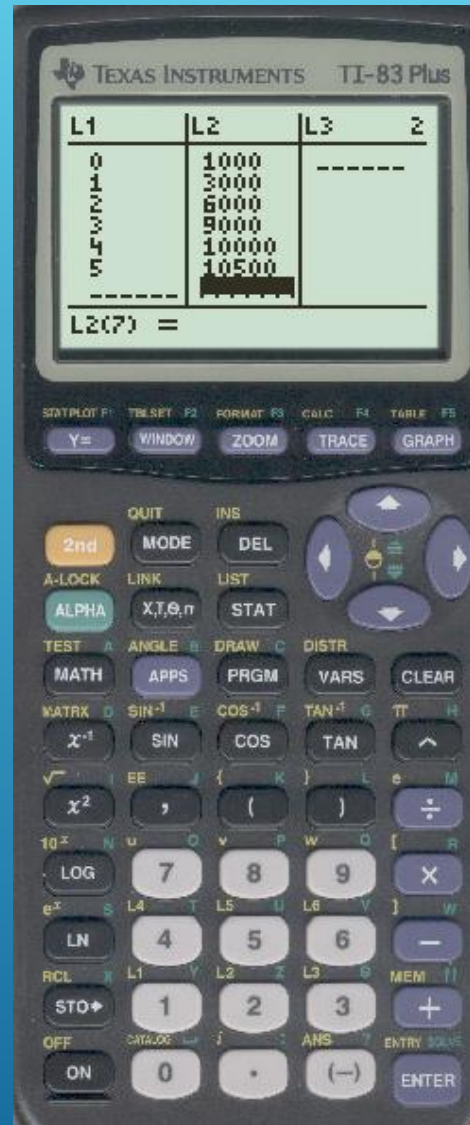 TEXAS INSTRUMENTS TI-83 Plus
L1 L2 L3 2
0 1000 ------
1 3000
2 6000
3 9000
4 10000
5 10500
------
L2(7) =
STAT PLOT F1 TBLSET F2 FORMAT F3 CALC F4 TABLE F5
Y= WINDOW ZOOM TRACE GRAPH
QUIT INS
2nd MODE DEL
A-LOCK LINK LIST
ALPHA X,T,Θ,n STAT
TEST A ANGLE B DRAW C DISTR
MATH APPS PRGM VARS CLEAR
MATRX D SIN-1 E COS-1 F TAN-1 G π H
x-1 SIN COS TAN ^
√ I EE J { K } L e M
x2 , ( ) ÷
10x N u O v P w Q [ R
LOG 7 8 9 ×
ex S L4 T L5 U L6 V ] W
LN 4 5 6 −
RCL X L1 Y L2 Z L3 θ MEM "
STO 1 2 3 +
OFF CATALOG i : ANS ? ENTRY SOLVE
ON 0 . (−) ENTER